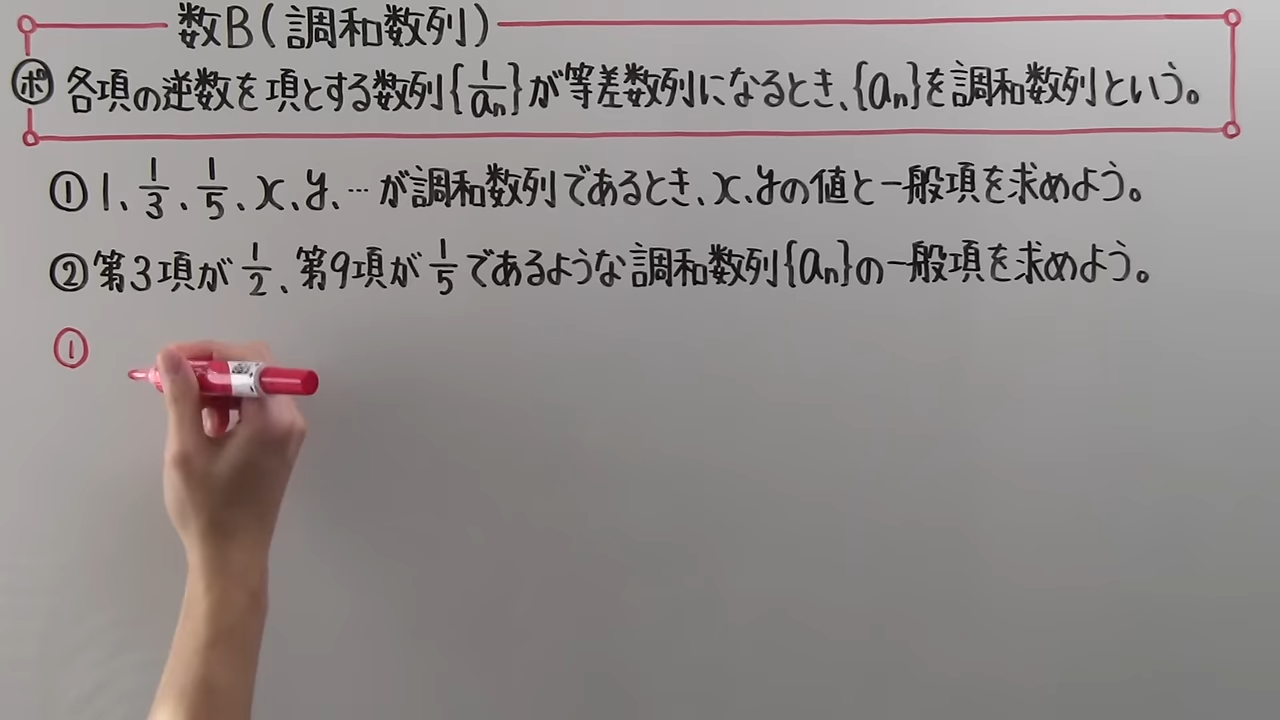 数B(調和数列)
ポ 各項の逆数を項とする数列{1/aₙ}が等差数列になるとき、{aₙ}を調和数列という。
① 1、1/3、1/5、x、y、…が調和数列であるとき、x、yの値と一般項を求めよう。
② 第3項が1/2、第9項が1/5であるような調和数列{aₙ}の一般項を求めよう。
①